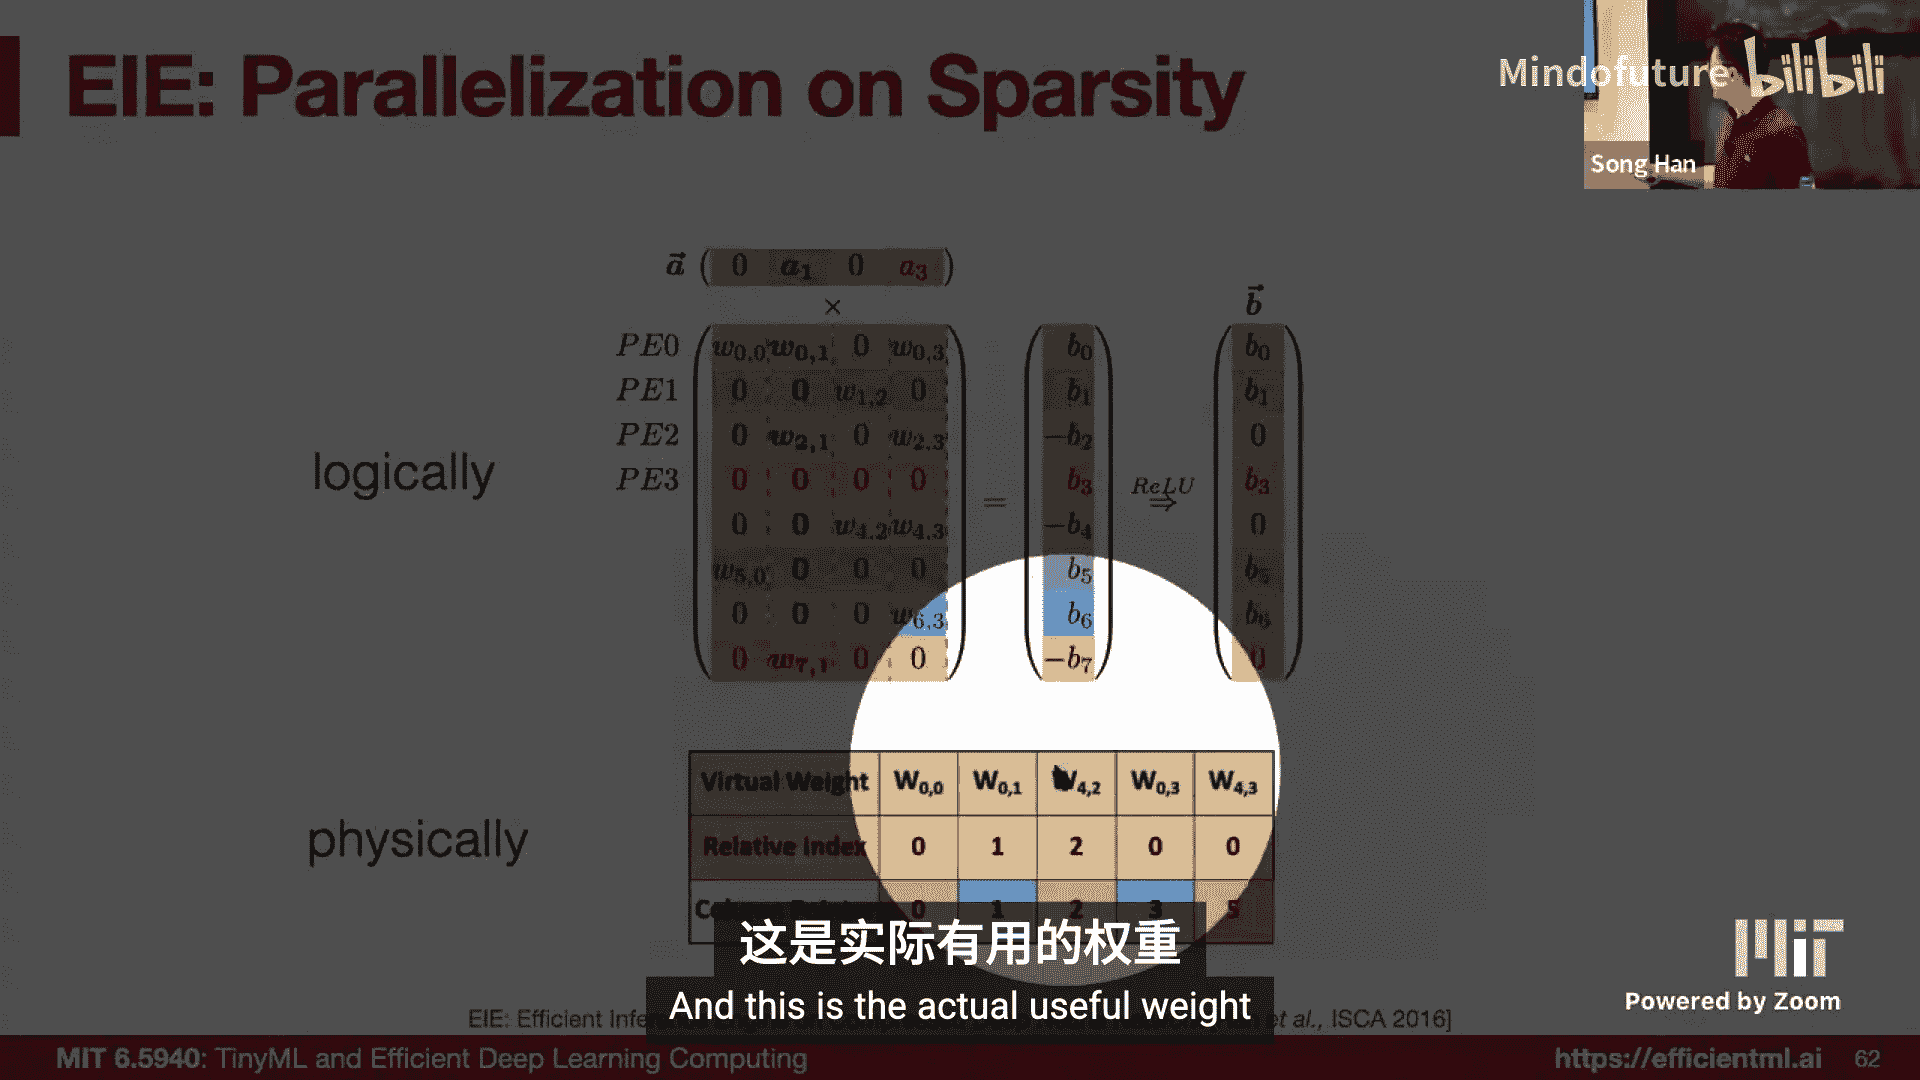 EIE: Parallelization on Sparsity
Mindofuture
bilibili
Song Han
logically
a⃗ ( 0 a₁ 0 a₃ )
×
b⃗
PE0 w₀,₀ w₀,₁ 0 w₀,₃ b₀ b₀
PE1 0 0 w₁,₂ 0 b₁ b₁
PE2 0 w₂,₁ 0 w₂,₃ −b₂ 0
PE3 0 0 0 0 b₃ b₃
= ReLU ⇒
0 0 w₄,₂ w₄,₃ −b₄ 0
w₅,₀ 0 0 0 b₅ b₅
0 0 0 w₆,₃ b₆ b₆
0 w₇,₁ 0 0 −b₇ 0
physically
Virtual Weight W₀,₀ W₀,₁ W₄,₂ W₀,₃ W₄,₃
Relative Index 0 1 2 0 0
0 1 2 3 5
这是实际有用的权重
And this is the actual useful weight
EIE: Efficient et al., ISCA 2016]
MIT
Powered by Zoom
MIT 6.5940: TinyML and Efficient Deep Learning Computing
https://efficientml.ai 62